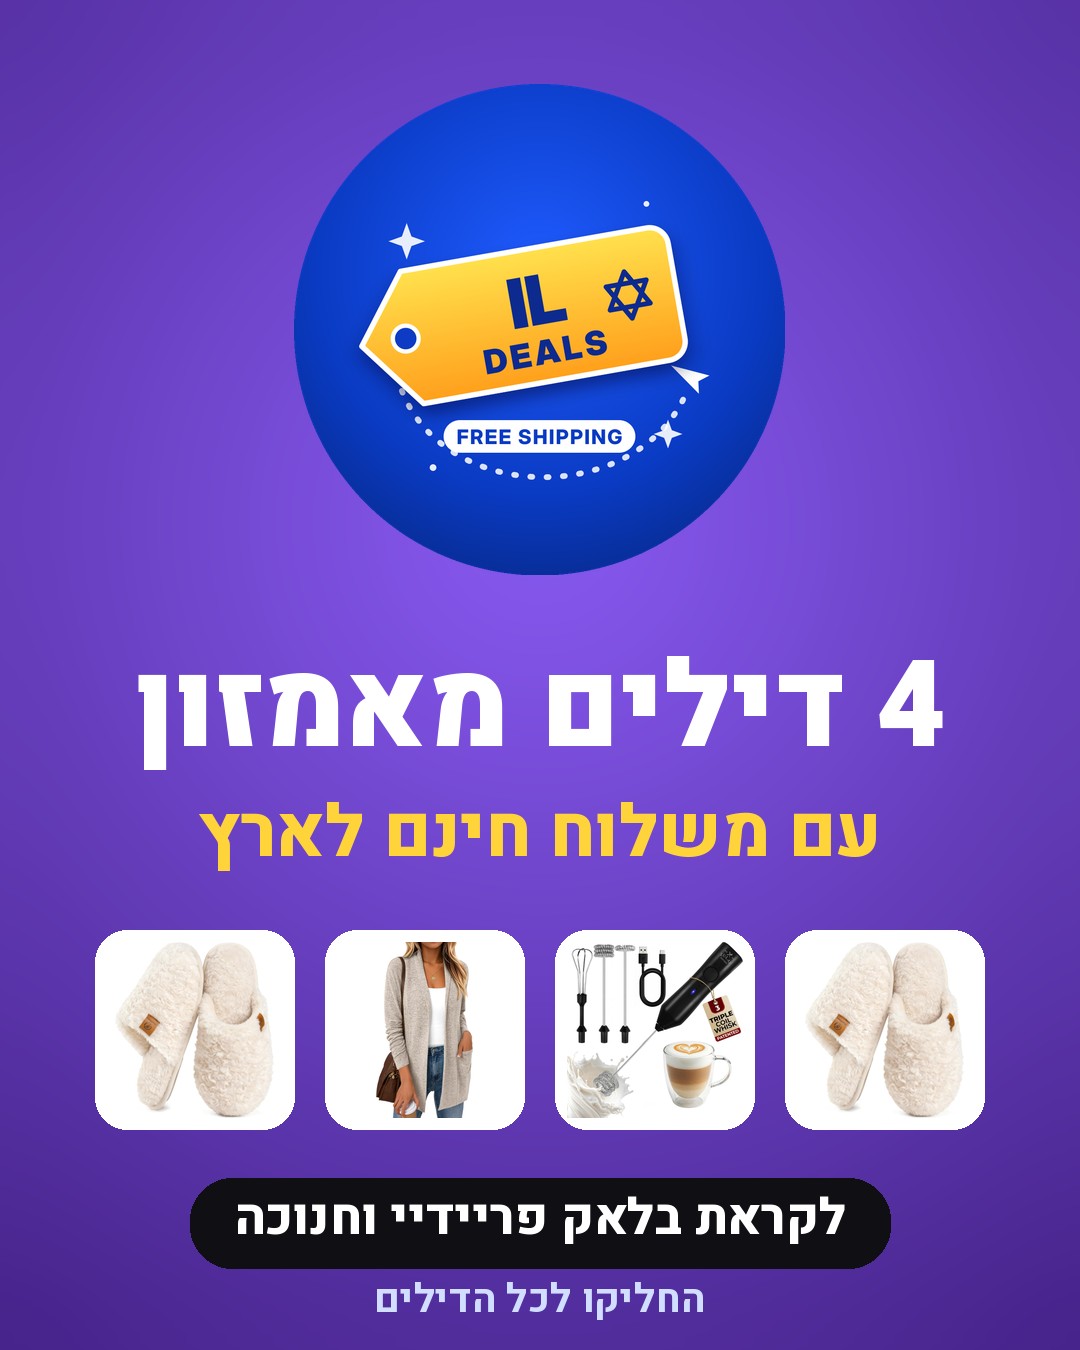 IL
DEALS
FREE SHIPPING
4 דילים מאמזון
עם משלוח חינם לארץ
TRIPLE
COIL
WHISK
PATENTED
לקראת בלאק פריידיי וחנוכה
החליקו לכל הדילים